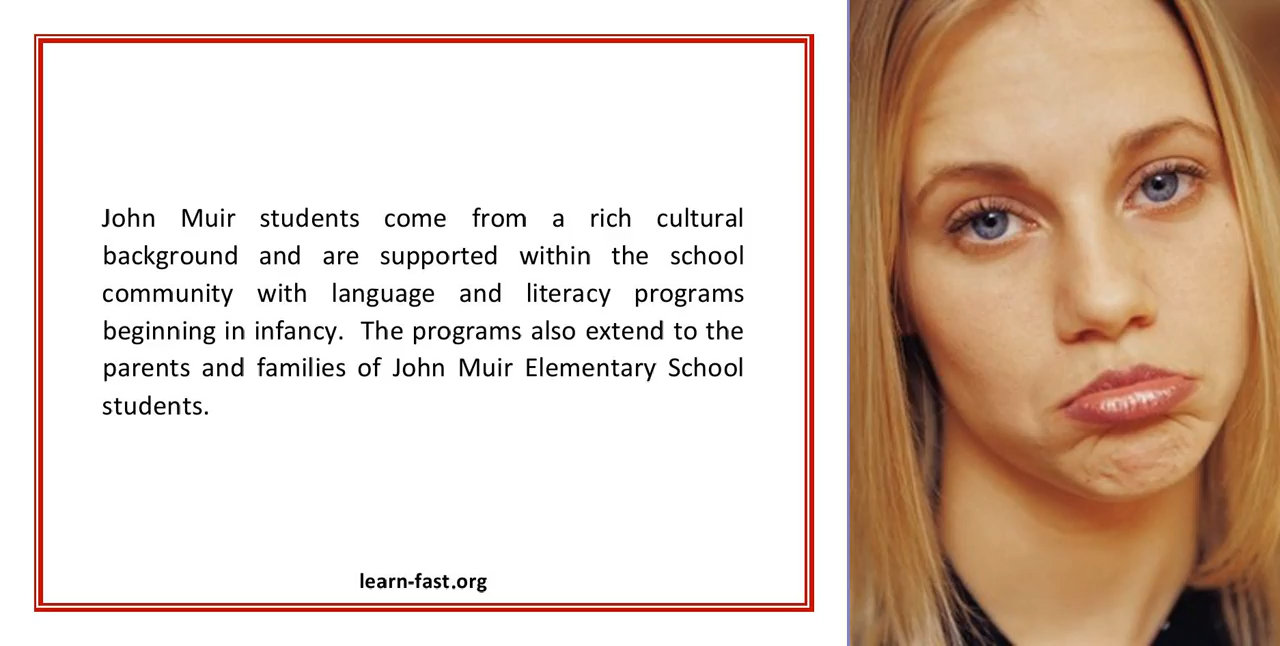 John Muir students come from a rich cultural
background and are supported within the school
community with language and literacy programs
beginning in infancy. The programs also extend to the
parents and families of John Muir Elementary School
students.
learn-fast.org